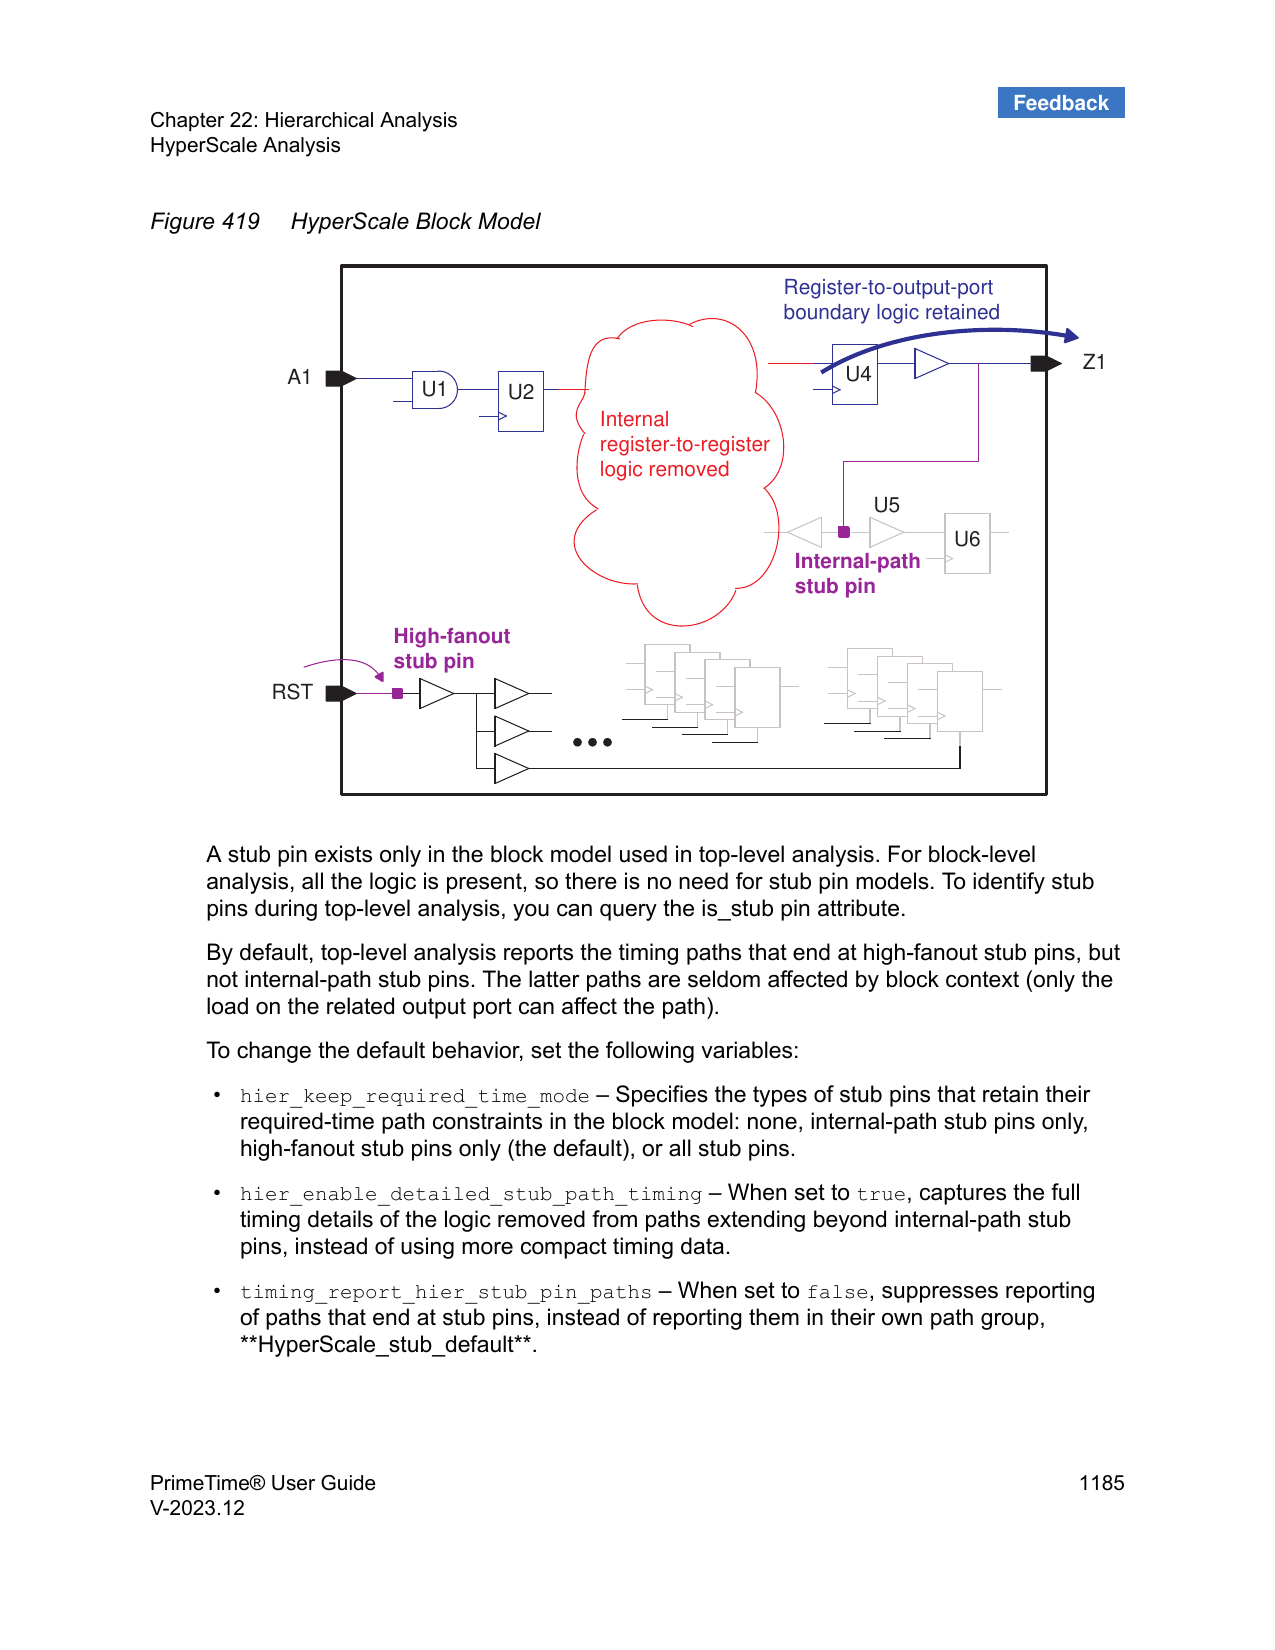 Feedback
Chapter 22: Hierarchical Analysis
HyperScale Analysis
Figure 419 HyperScale Block Model
Register-to-output-port
boundary logic retained
A1
U1
U2
U4
Z1
Internal
register-to-register
logic removed
U5
U6
Internal-path
stub pin
High-fanout
stub pin
RST
A stub pin exists only in the block model used in top-level analysis. For block-level
analysis, all the logic is present, so there is no need for stub pin models. To identify stub
pins during top-level analysis, you can query the is_stub pin attribute.
By default, top-level analysis reports the timing paths that end at high-fanout stub pins, but
not internal-path stub pins. The latter paths are seldom affected by block context (only the
load on the related output port can affect the path).
To change the default behavior, set the following variables:
• hier_keep_required_time_mode – Specifies the types of stub pins that retain their
required-time path constraints in the block model: none, internal-path stub pins only,
high-fanout stub pins only (the default), or all stub pins.
• hier_enable_detailed_stub_path_timing – When set to true, captures the full
timing details of the logic removed from paths extending beyond internal-path stub
pins, instead of using more compact timing data.
• timing_report_hier_stub_pin_paths – When set to false, suppresses reporting
of paths that end at stub pins, instead of reporting them in their own path group,
**HyperScale_stub_default**.
PrimeTime® User Guide 1185
V-2023.12